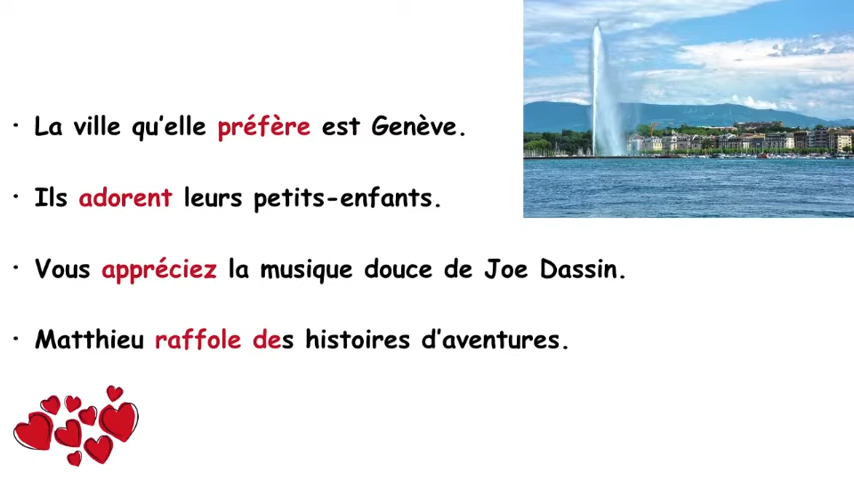 · La ville qu'elle préfère est Genève.
· Ils adorent leurs petits-enfants.
· Vous appréciez la musique douce de Joe Dassin.
· Matthieu raffole des histoires d'aventures.